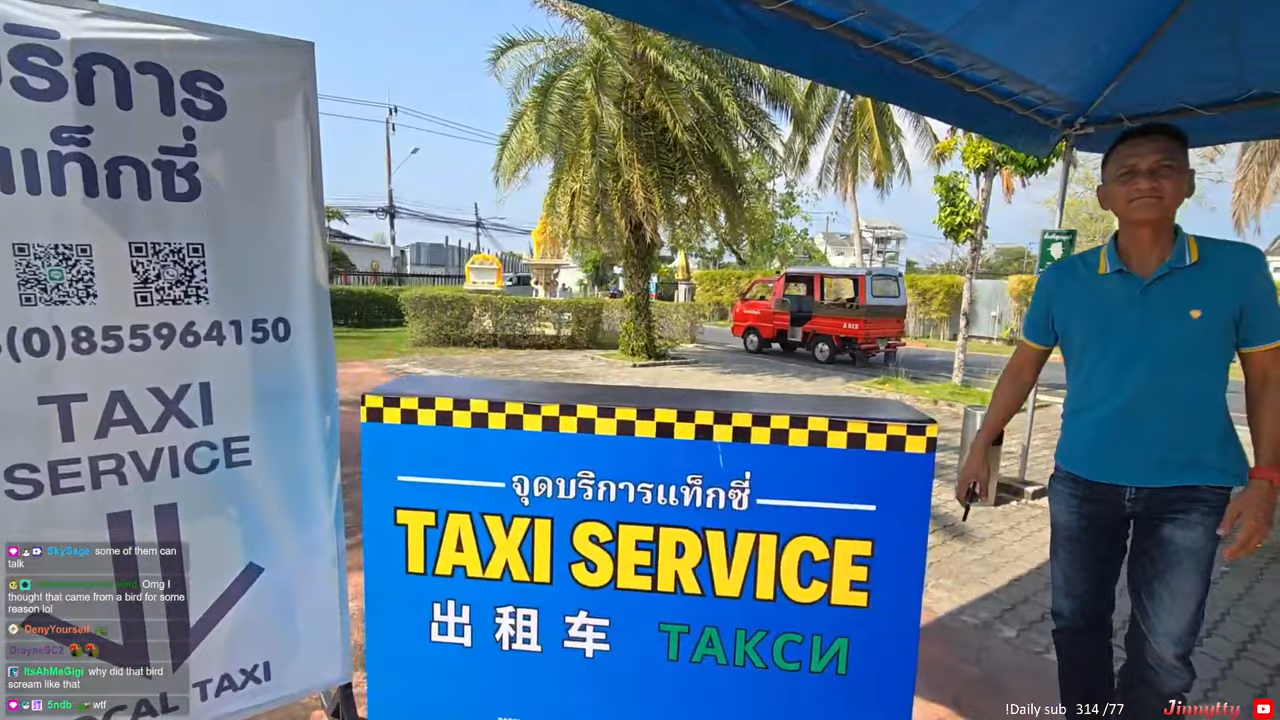 บริการ
แท็กซี่
(0)855964150
TAXI
SERVICE
LOCAL TAXI
จุดบริการแท็กซี่
TAXI SERVICE
出租车 ТАКСИ
SkySage some of them can
talk
Omg I
thought that came from a bird for some
reason lol
DenyYourself
DrayneSC2
ItsAhMeGigi why did that bird
scream like that
5ndb wtf
!Daily sub 314 /77
Jinnytty